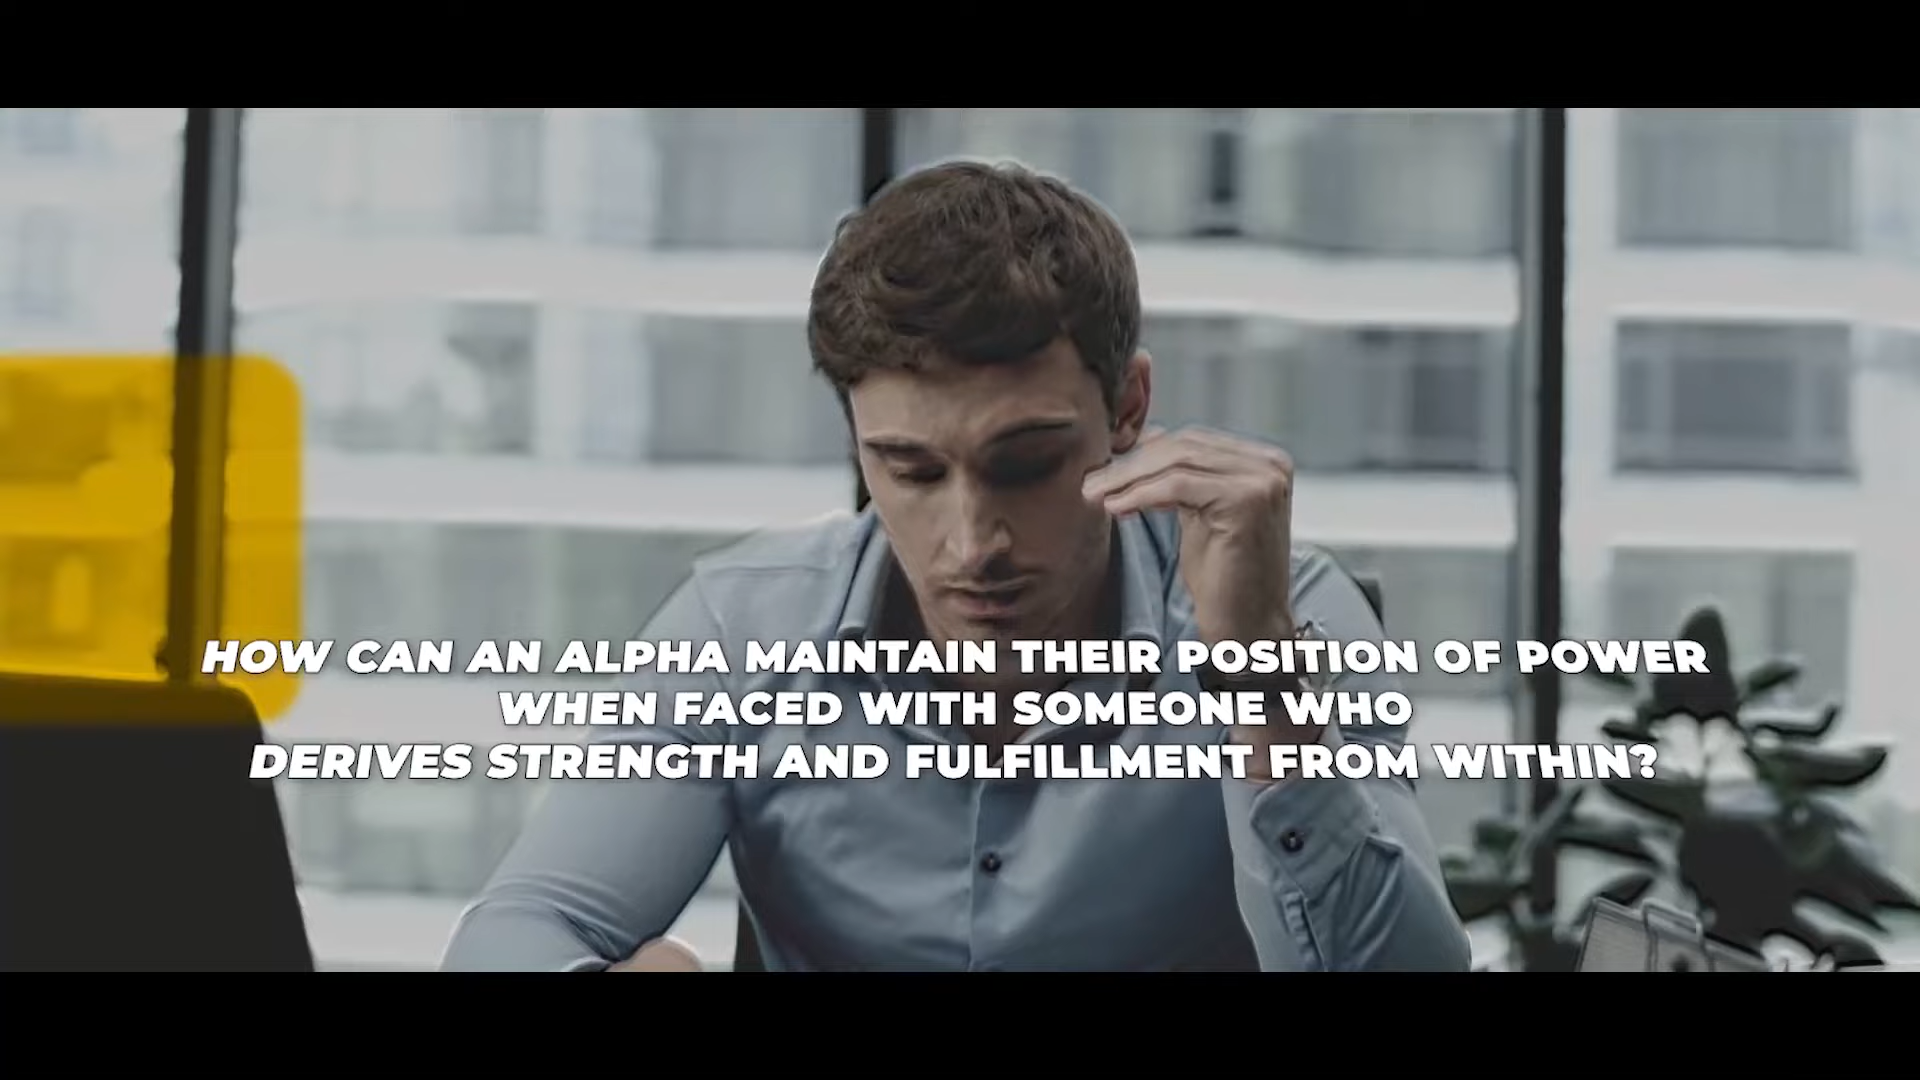 HOW CAN AN ALPHA MAINTAIN THEIR POSITION OF POWER
WHEN FACED WITH SOMEONE WHO
DERIVES STRENGTH AND FULFILLMENT FROM WITHIN?